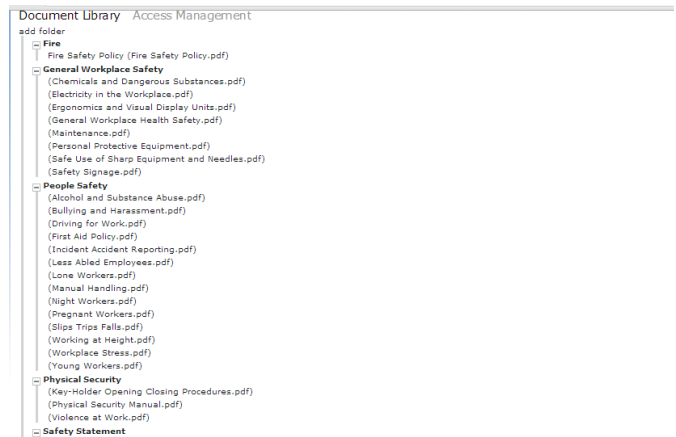 Document Library Access Management
add folder
Fire
Fire Safety Policy (Fire Safety Policy.pdf)
General Workplace Safety
(Chemicals and Dangerous Substances.pdf)
(Electricity in the Workplace.pdf)
(Ergonomics and Visual Display Units.pdf)
(General Workplace Health Safety.pdf)
(Maintenance.pdf)
(Personal Protective Equipment.pdf)
(Safe Use of Sharp Equipment and Needles.pdf)
(Safety Signage.pdf)
People Safety
(Alcohol and Substance Abuse.pdf)
(Bullying and Harassment.pdf)
(Driving for Work.pdf)
(First Aid Policy.pdf)
(Incident Accident Reporting.pdf)
(Less Abled Employees.pdf)
(Lone Workers.pdf)
(Manual Handling.pdf)
(Night Workers.pdf)
(Pregnant Workers.pdf)
(Slips Trips Falls.pdf)
(Working at Height.pdf)
(Workplace Stress.pdf)
(Young Workers.pdf)
Physical Security
(Key-Holder Opening Closing Procedures.pdf)
(Physical Security Manual.pdf)
(Violence at Work.pdf)
Safety Statement